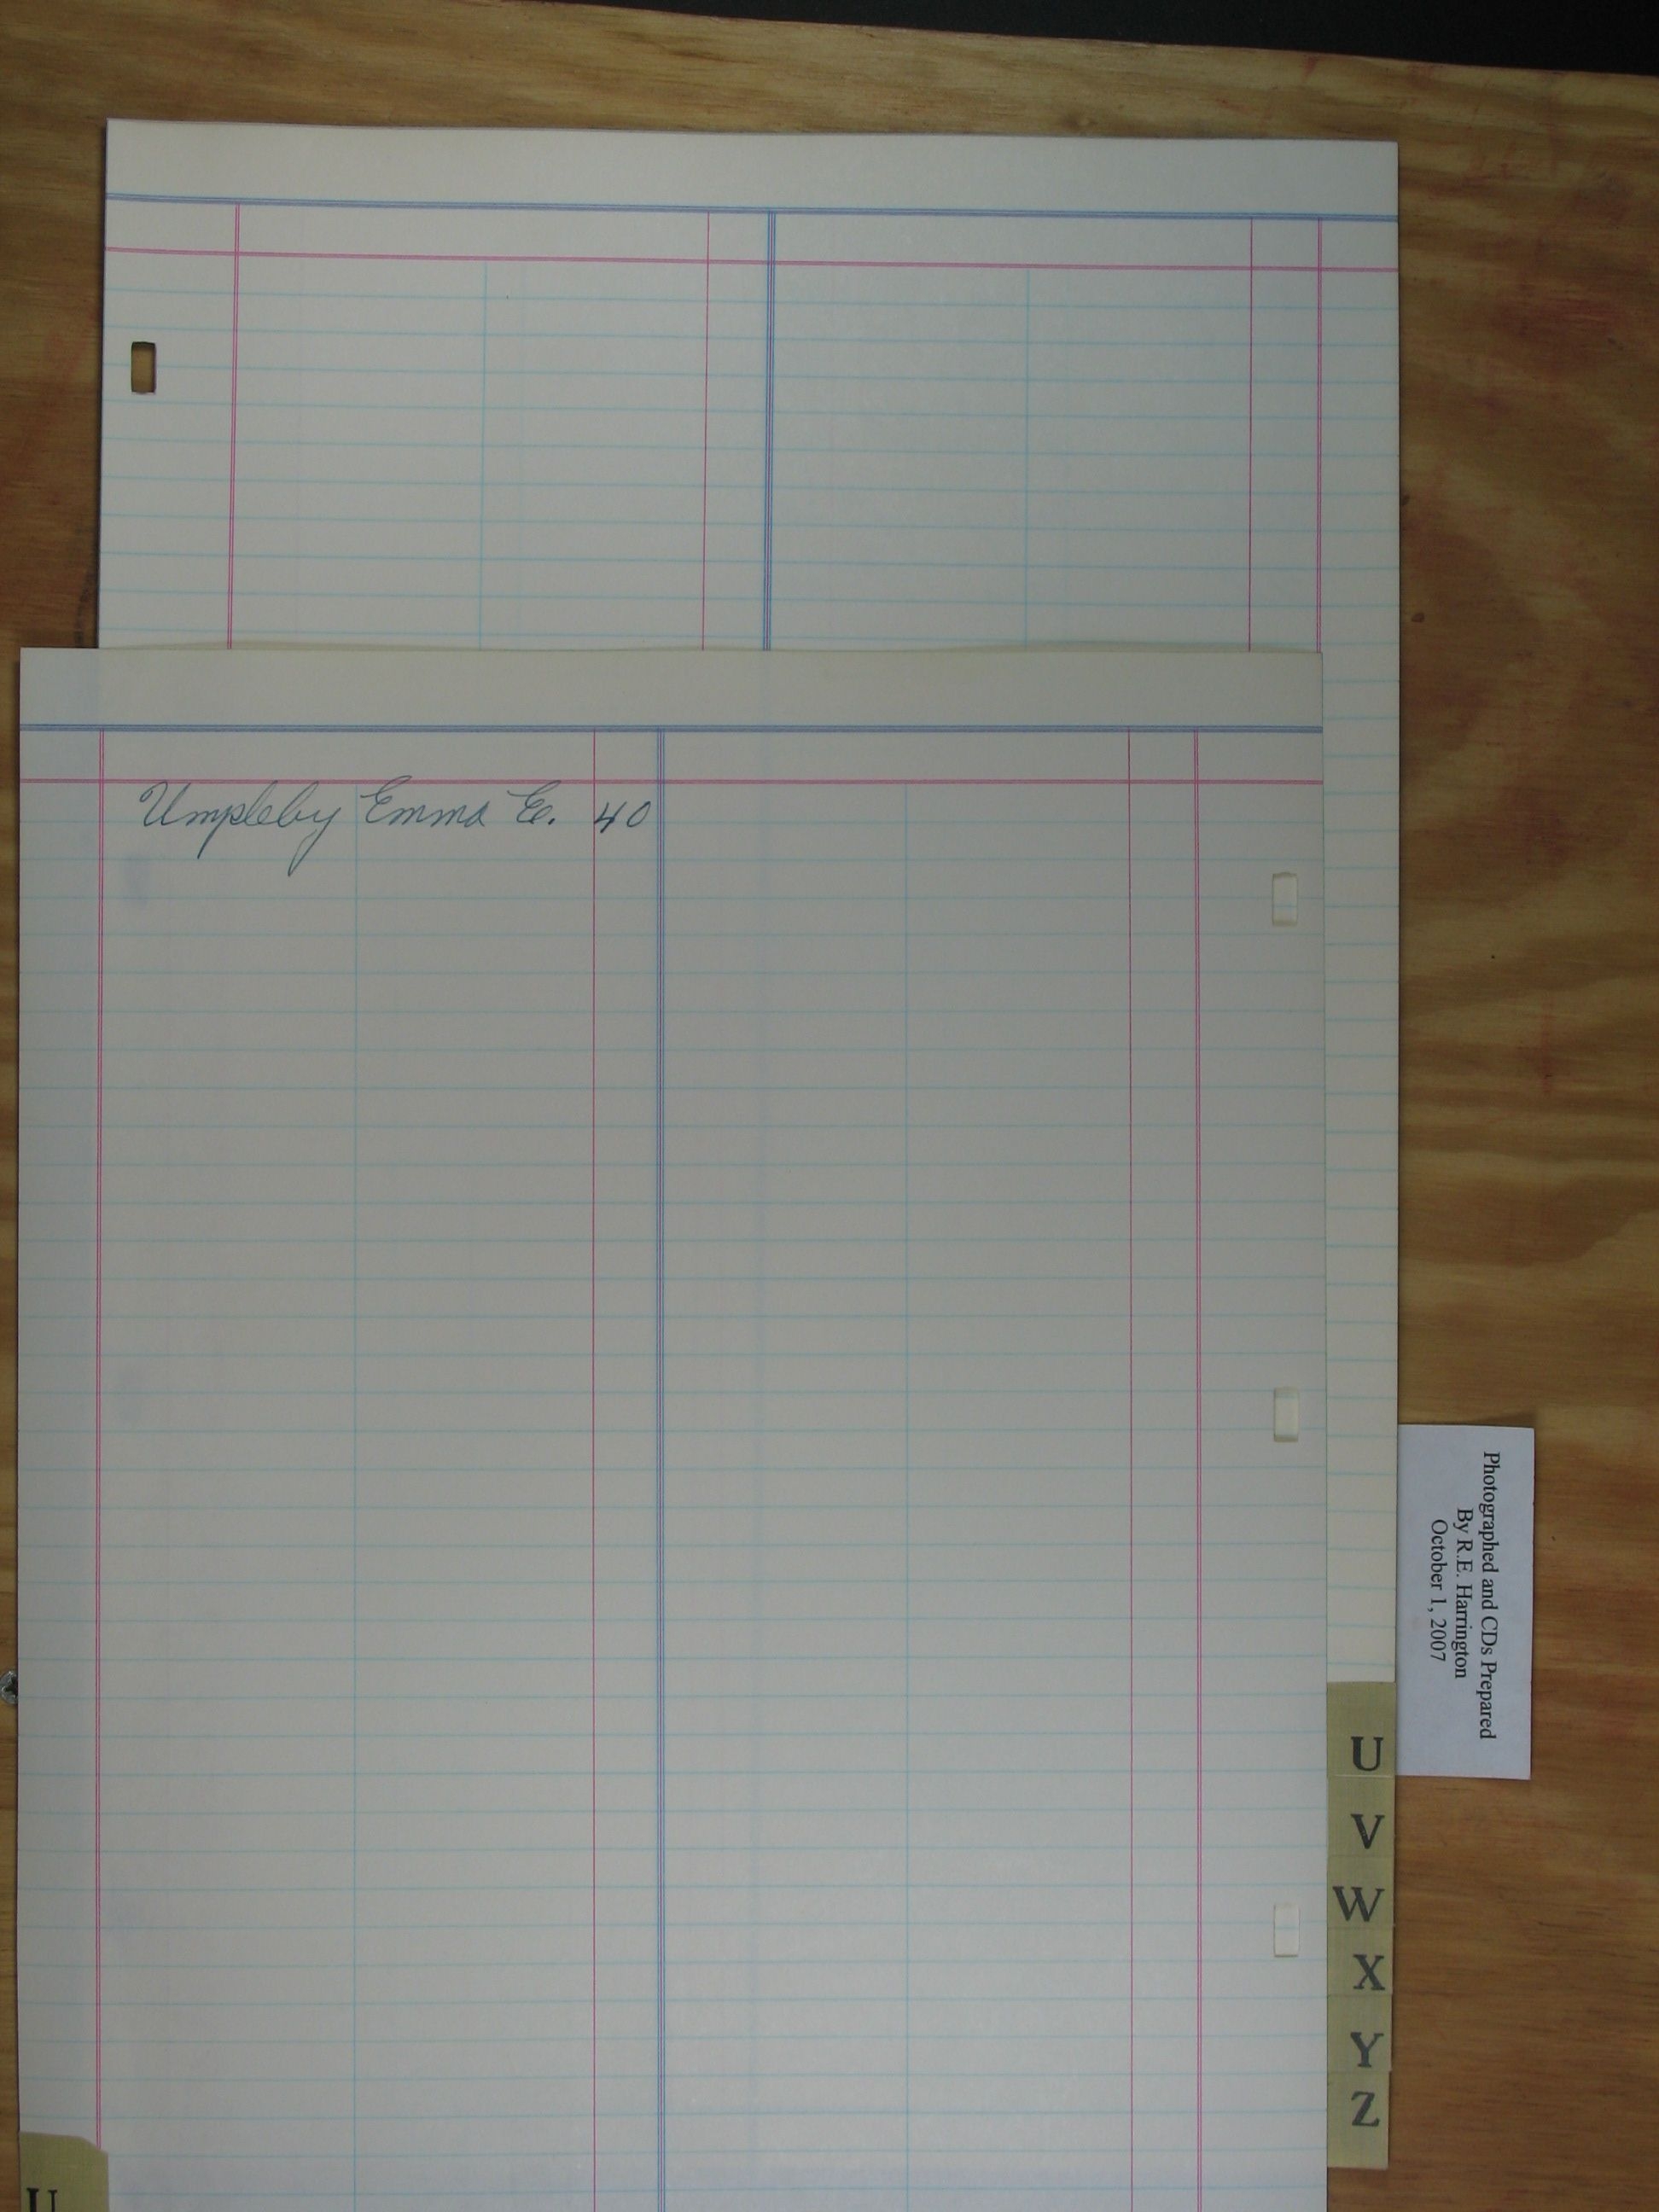 Umpleby Emma E. 40
Photographed and CDs Prepared
By R.E. Harrington
October 1, 2007
U
V
W
X
Y
Z
U